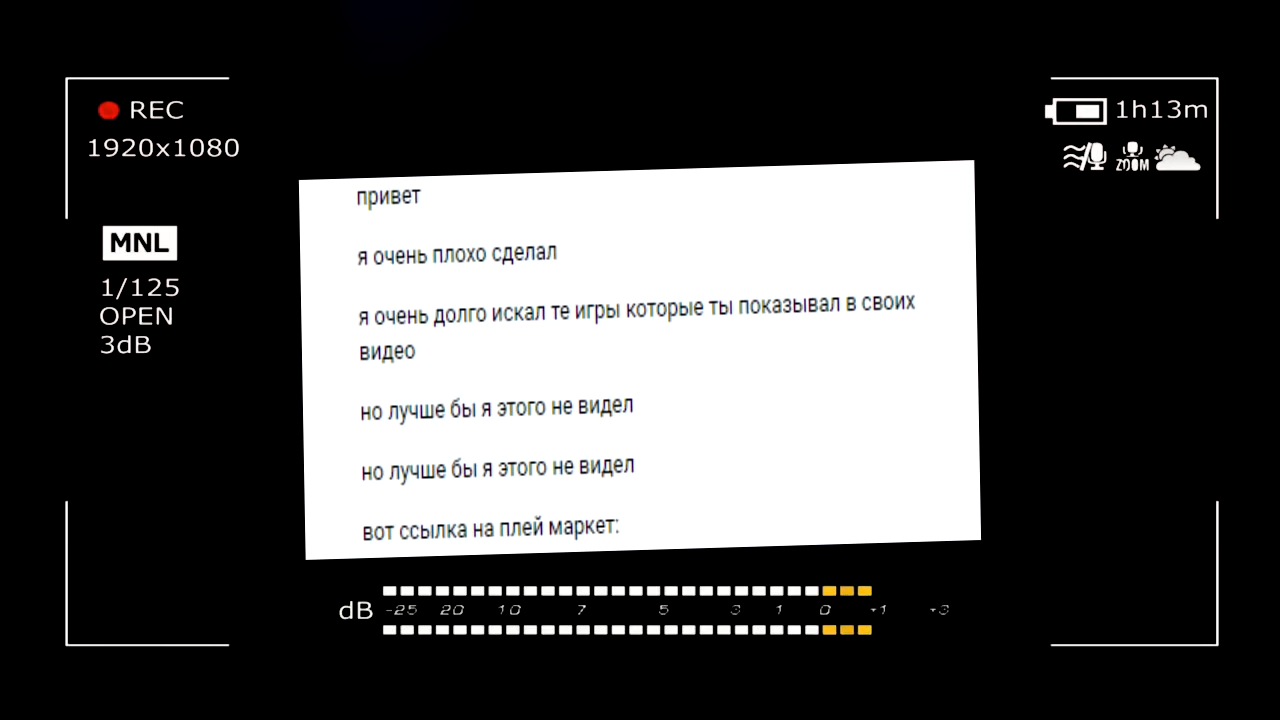 REC
1920x1080
1h13m
ZOOM
MNL
1/125
OPEN
3dB
привет
я очень плохо сделал
я очень долго искал те игры которые ты показывал в своих
видео
но лучше бы я этого не видел
но лучше бы я этого не видел
вот ссылка на плей маркет:
dB -25 20 10 7 5 3 1 0 +1 +3